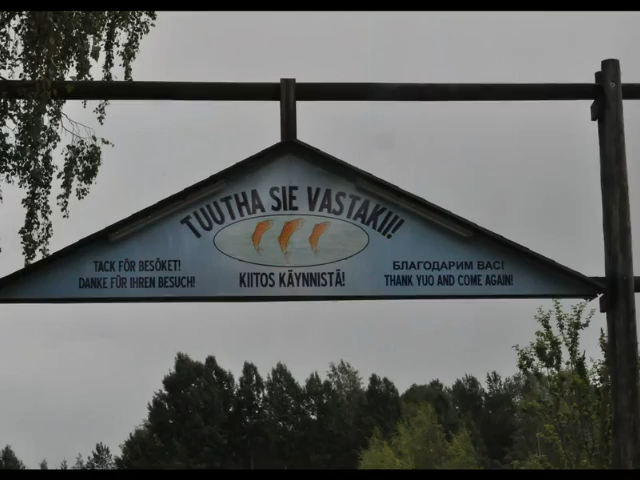 TUUTHA SIE VASTAKII!
TACK FÖR BESÖKET!
DANKE FÜR IHREN BESUCH!
KIITOS KÄYNNISTÄ!
БЛАГОДАРИМ ВАС!
THANK YUO AND COME AGAIN!